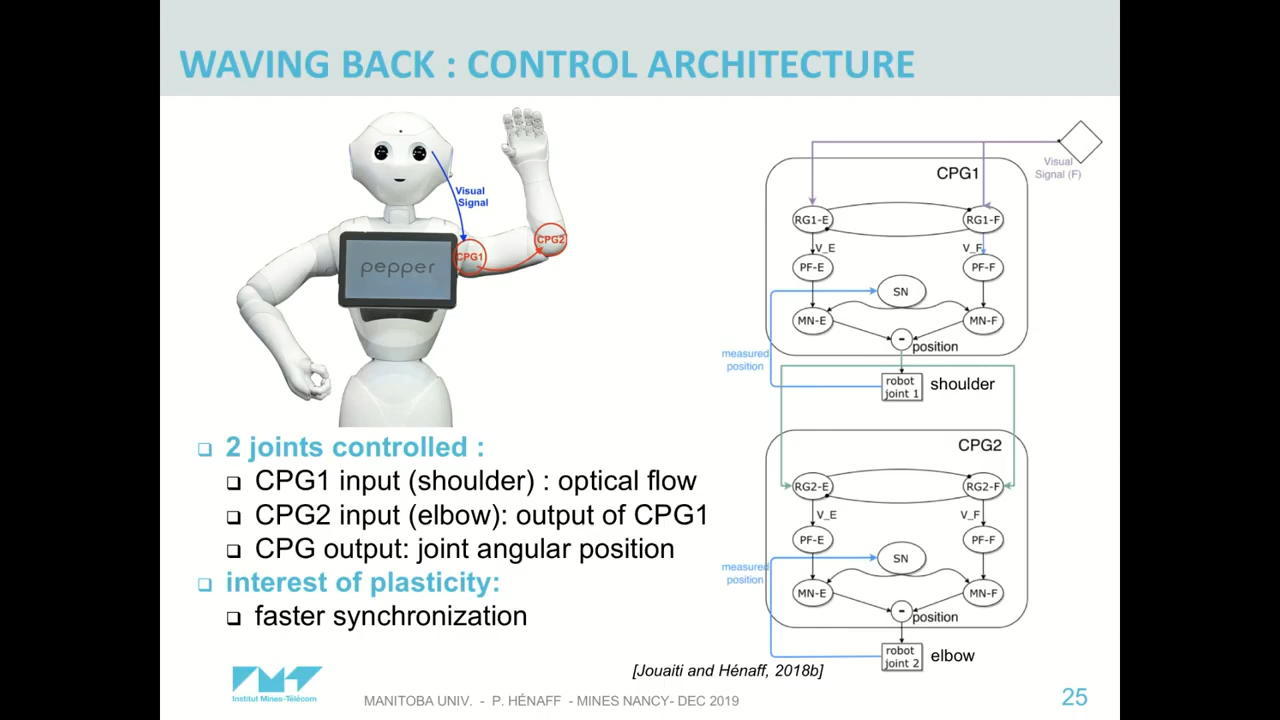 WAVING BACK : CONTROL ARCHITECTURE
Visual
Signal
CPG1
CPG2
pepper
Visual
Signal (F)
CPG1
RG1-E
RG1-F
V_E
V_F
PF-E
PF-F
SN
MN-E
MN-F
-
position
measured
position
robot
joint 1
shoulder
CPG2
RG2-E
RG2-F
V_E
V_F
PF-E
PF-F
SN
measured
position
MN-E
MN-F
-
position
robot
joint 2
elbow
2 joints controlled :
CPG1 input (shoulder) : optical flow
CPG2 input (elbow): output of CPG1
CPG output: joint angular position
interest of plasticity:
faster synchronization
[Jouaiti and Hénaff, 2018b]
Institut Mines-Télécom
MANITOBA UNIV. - P. HÉNAFF - MINES NANCY- DEC 2019
25